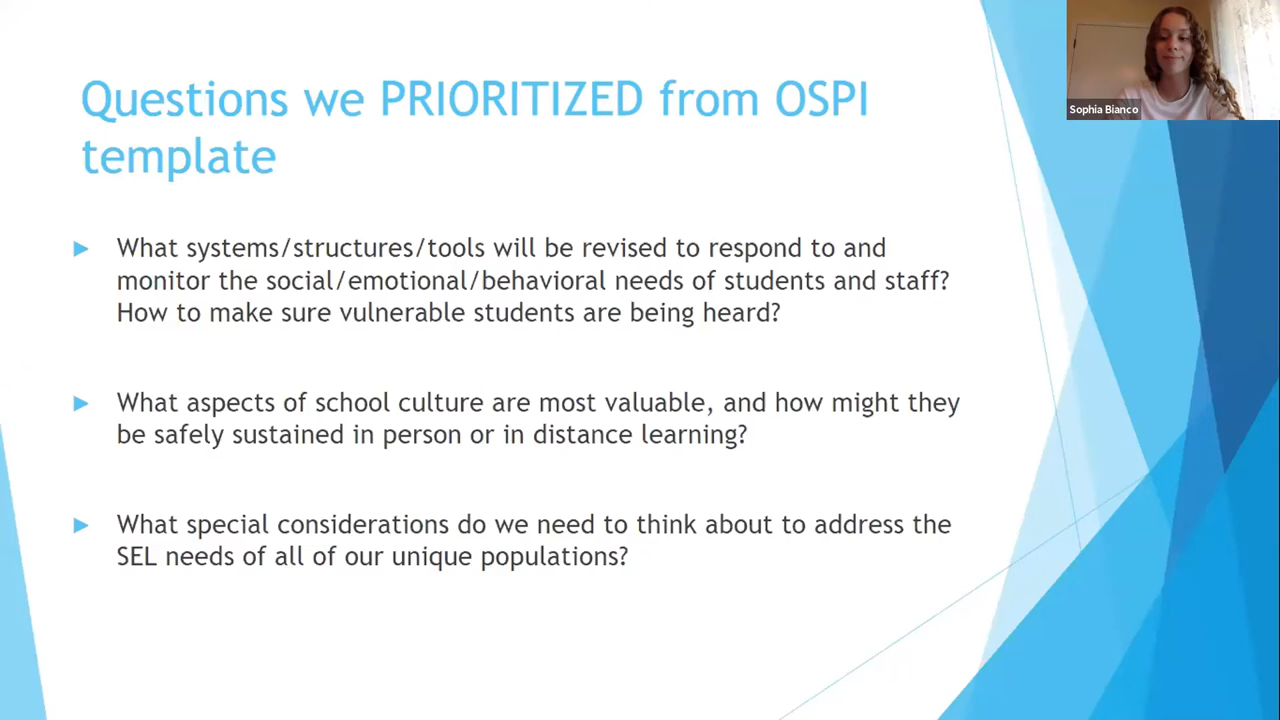 Questions we PRIORITIZED from OSPI
template
Sophia Bianco
What systems/structures/tools will be revised to respond to and
monitor the social/emotional/behavioral needs of students and staff?
How to make sure vulnerable students are being heard?
What aspects of school culture are most valuable, and how might they
be safely sustained in person or in distance learning?
What special considerations do we need to think about to address the
SEL needs of all of our unique populations?